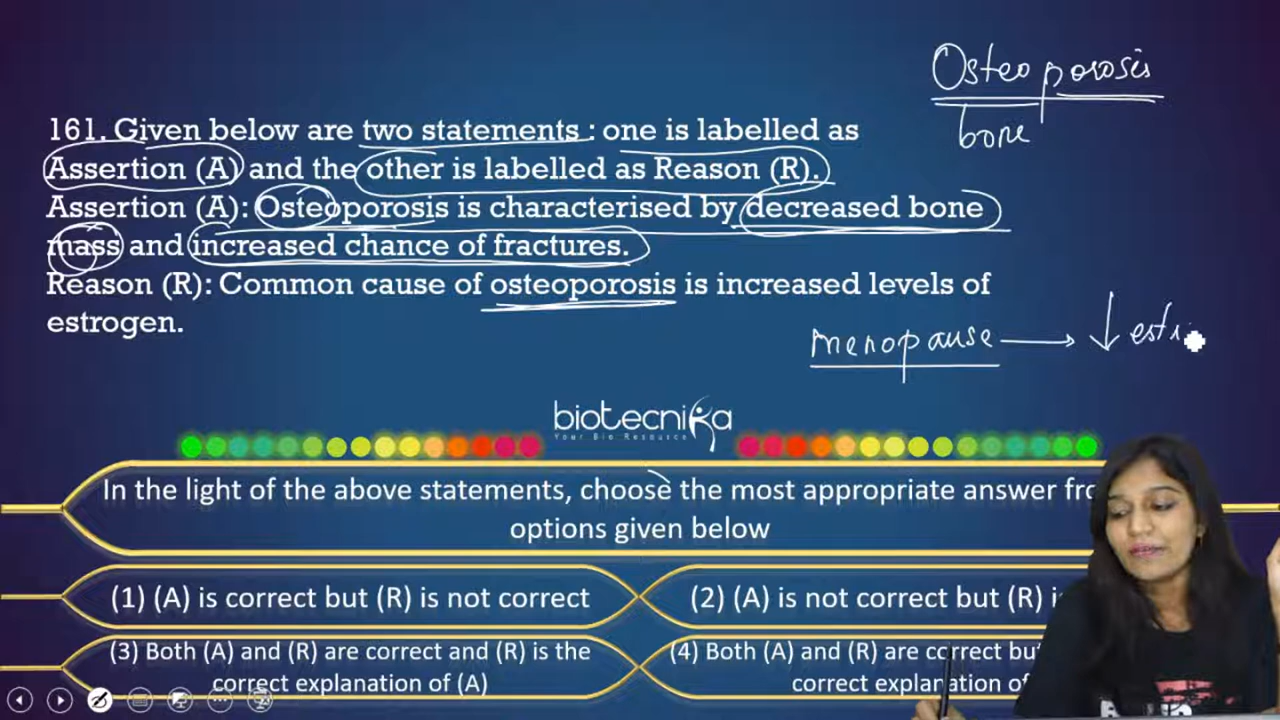 Osteoporosis
bone
161. Given below are two statements : one is labelled as
Assertion (A) and the other is labelled as Reason (R).
Assertion (A): Osteoporosis is characterised by decreased bone
mass and increased chance of fractures.
Reason (R): Common cause of osteoporosis is increased levels of
estrogen.
menopause → ↓ est
biotecnika
Your Bio Resource
In the light of the above statements, choose the most appropriate answer
options given below
(1) (A) is correct but (R) is not correct
(2) (A) is not correct but (R)
(3) Both (A) and (R) are correct and (R) is the
correct explanation of (A)
(4) Both (A) and (R) are correct
correct explanation